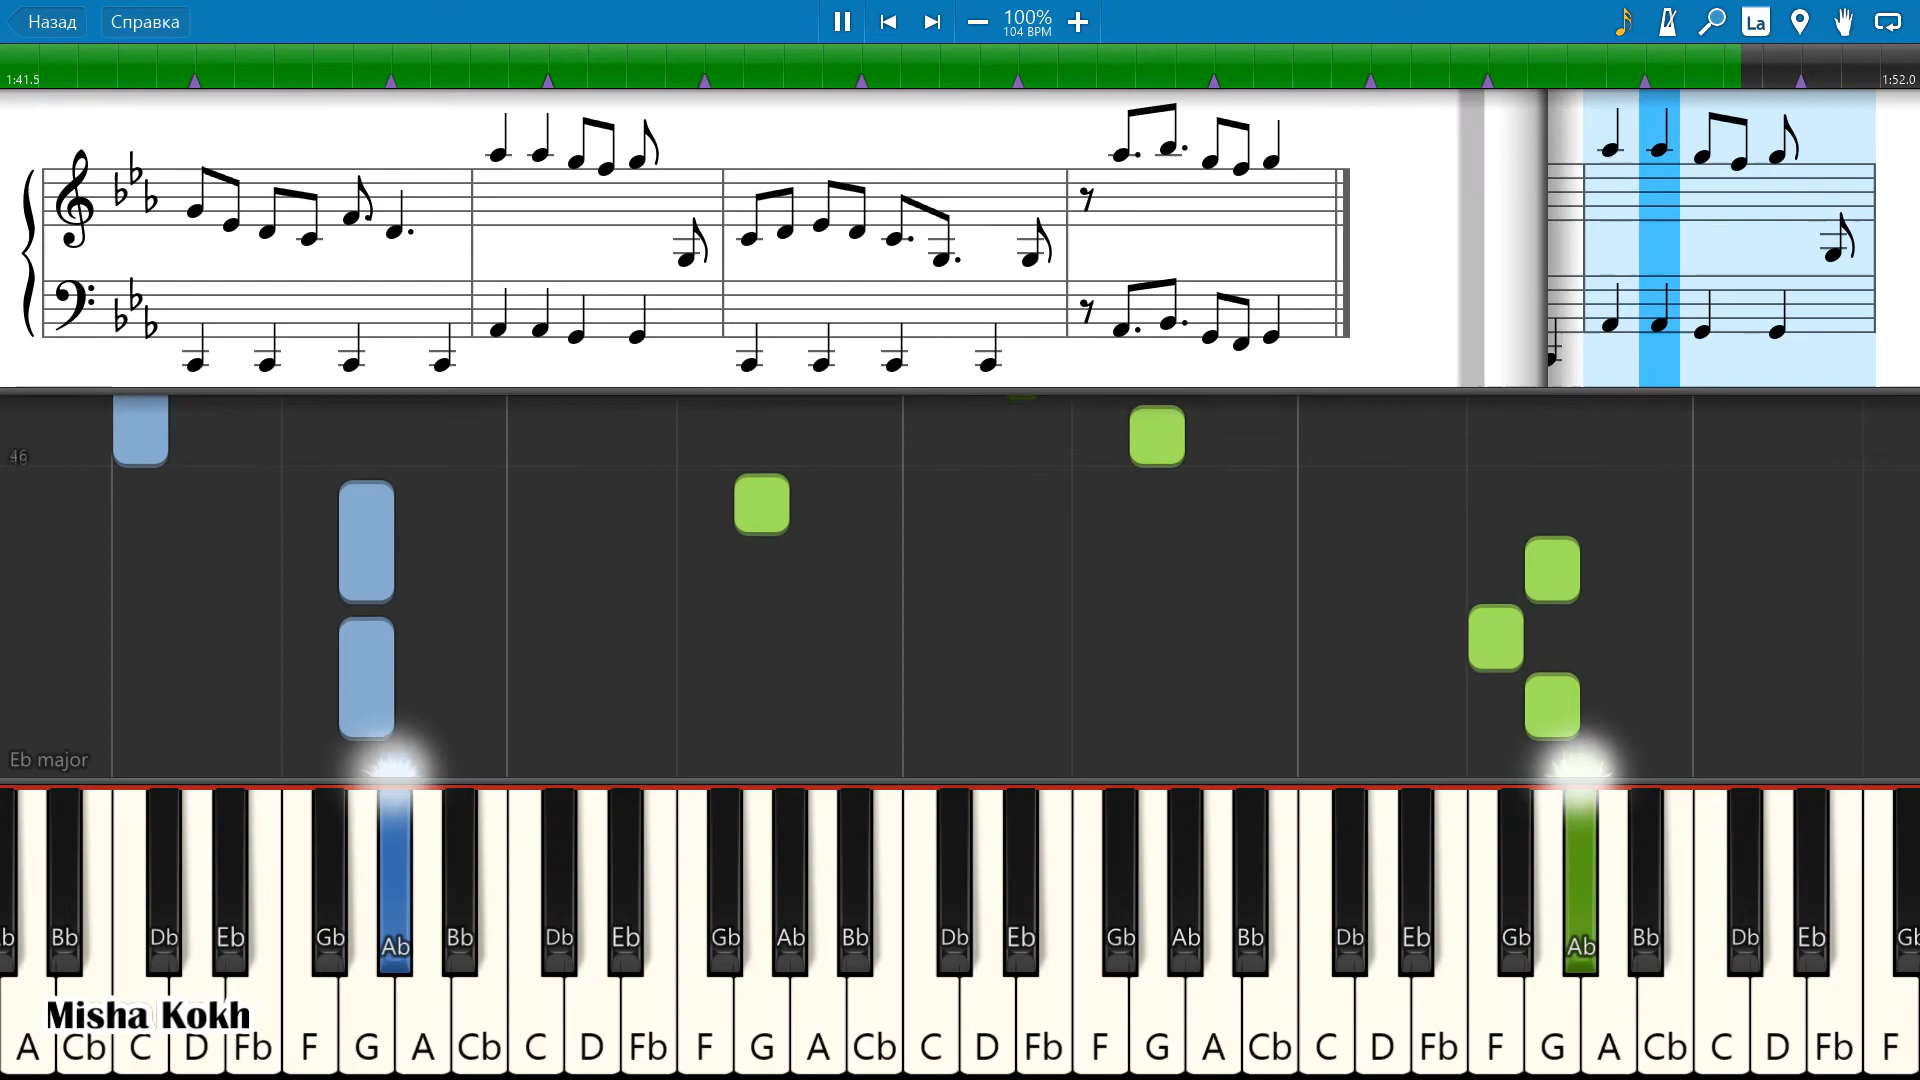 Назад Справка 100% La
104 BPM
1:41.5 1:52.0
46
Eb major
Bb Db Eb Gb Ab Bb Db Eb Gb Ab Bb Db Eb Gb Ab Bb Db Eb Gb Ab Bb Db Eb
Misha Kokh
A Cb C D Fb F G A Cb C D Fb F G A Cb C D Fb F G A Cb C D Fb F G A Cb C D Fb F